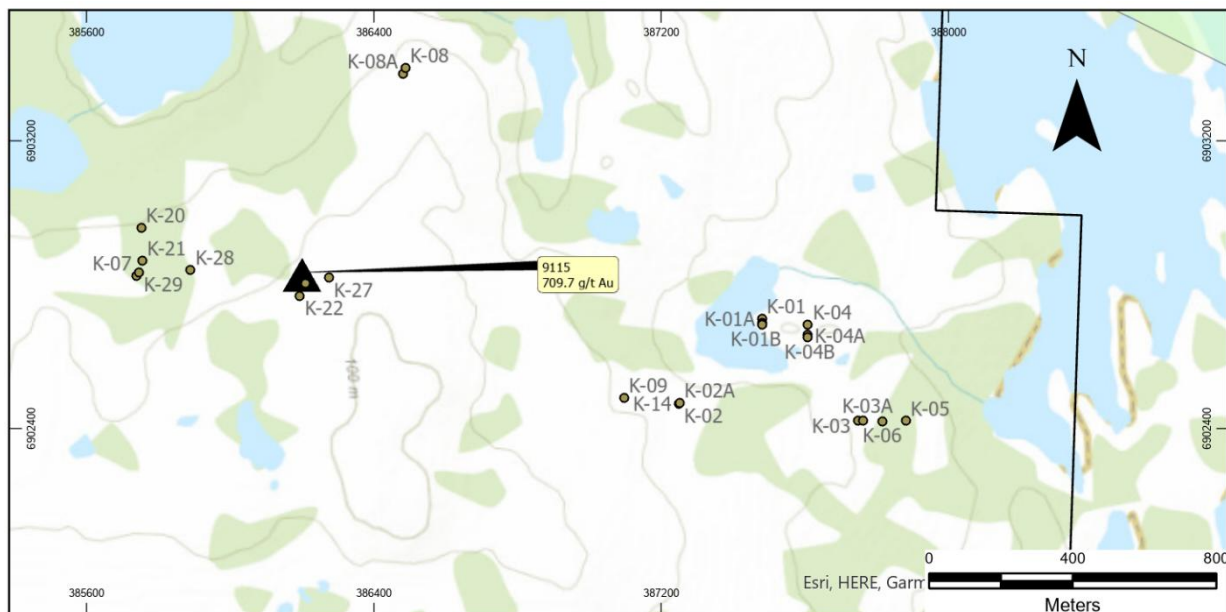 385600
386400
387200
388000
K-08A
K-08
N
6903200
6903200
K-20
K-21
K-07
K-28
K-29
9115
709.7 g/t Au
K-27
K-22
K-01
K-04
K-01A
K-04A
K-01B
K-04B
100 m
K-09
K-02A
K-14
K-02
K-03A
K-05
K-03
K-06
6902400
6902400
0
400
800
Esri, HERE, Garm
Meters
385600
386400
387200